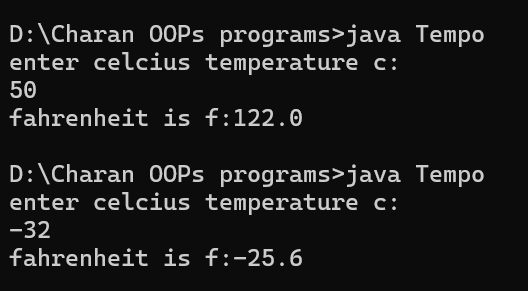 D:\Charan OOPs programs>java Tempo
enter celcius temperature c:
50
fahrenheit is f:122.0
D:\Charan OOPs programs>java Tempo
enter celcius temperature c:
-32
fahrenheit is f:-25.6